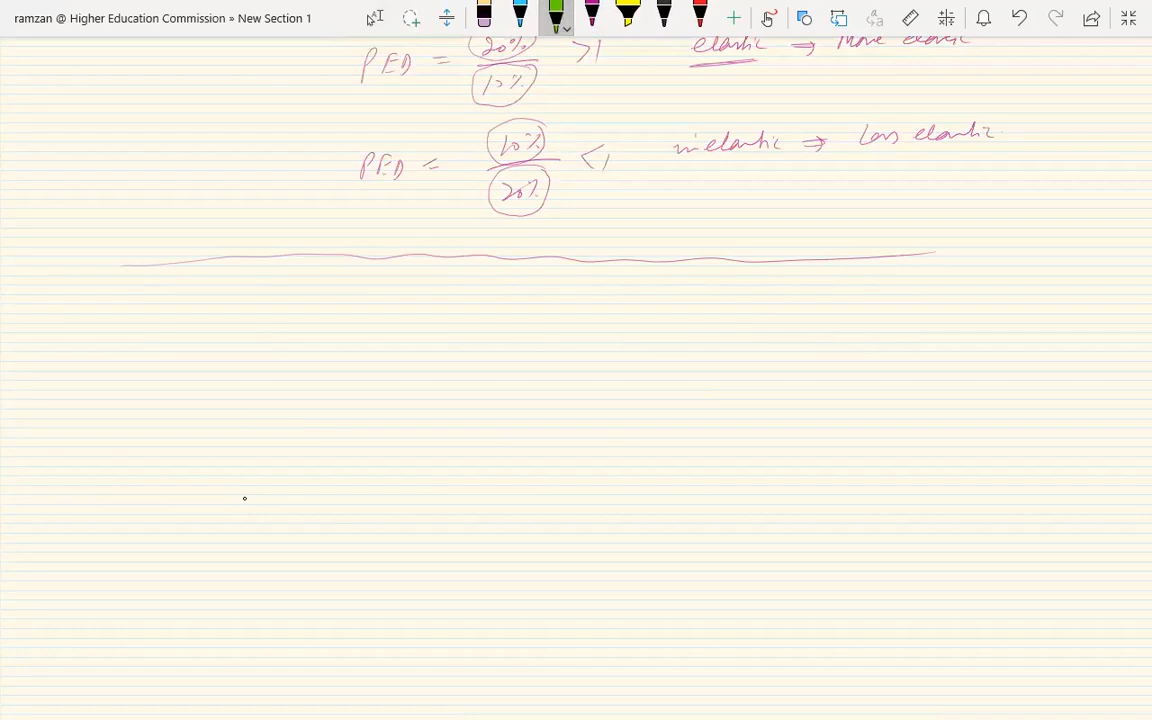 ramzan @ Higher Education Commission » New Section 1
PED = 20% / 10% >1 elastic ⇒ More elastic
PED = 10% / 20% <1 inelastic ⇒ Less elastic